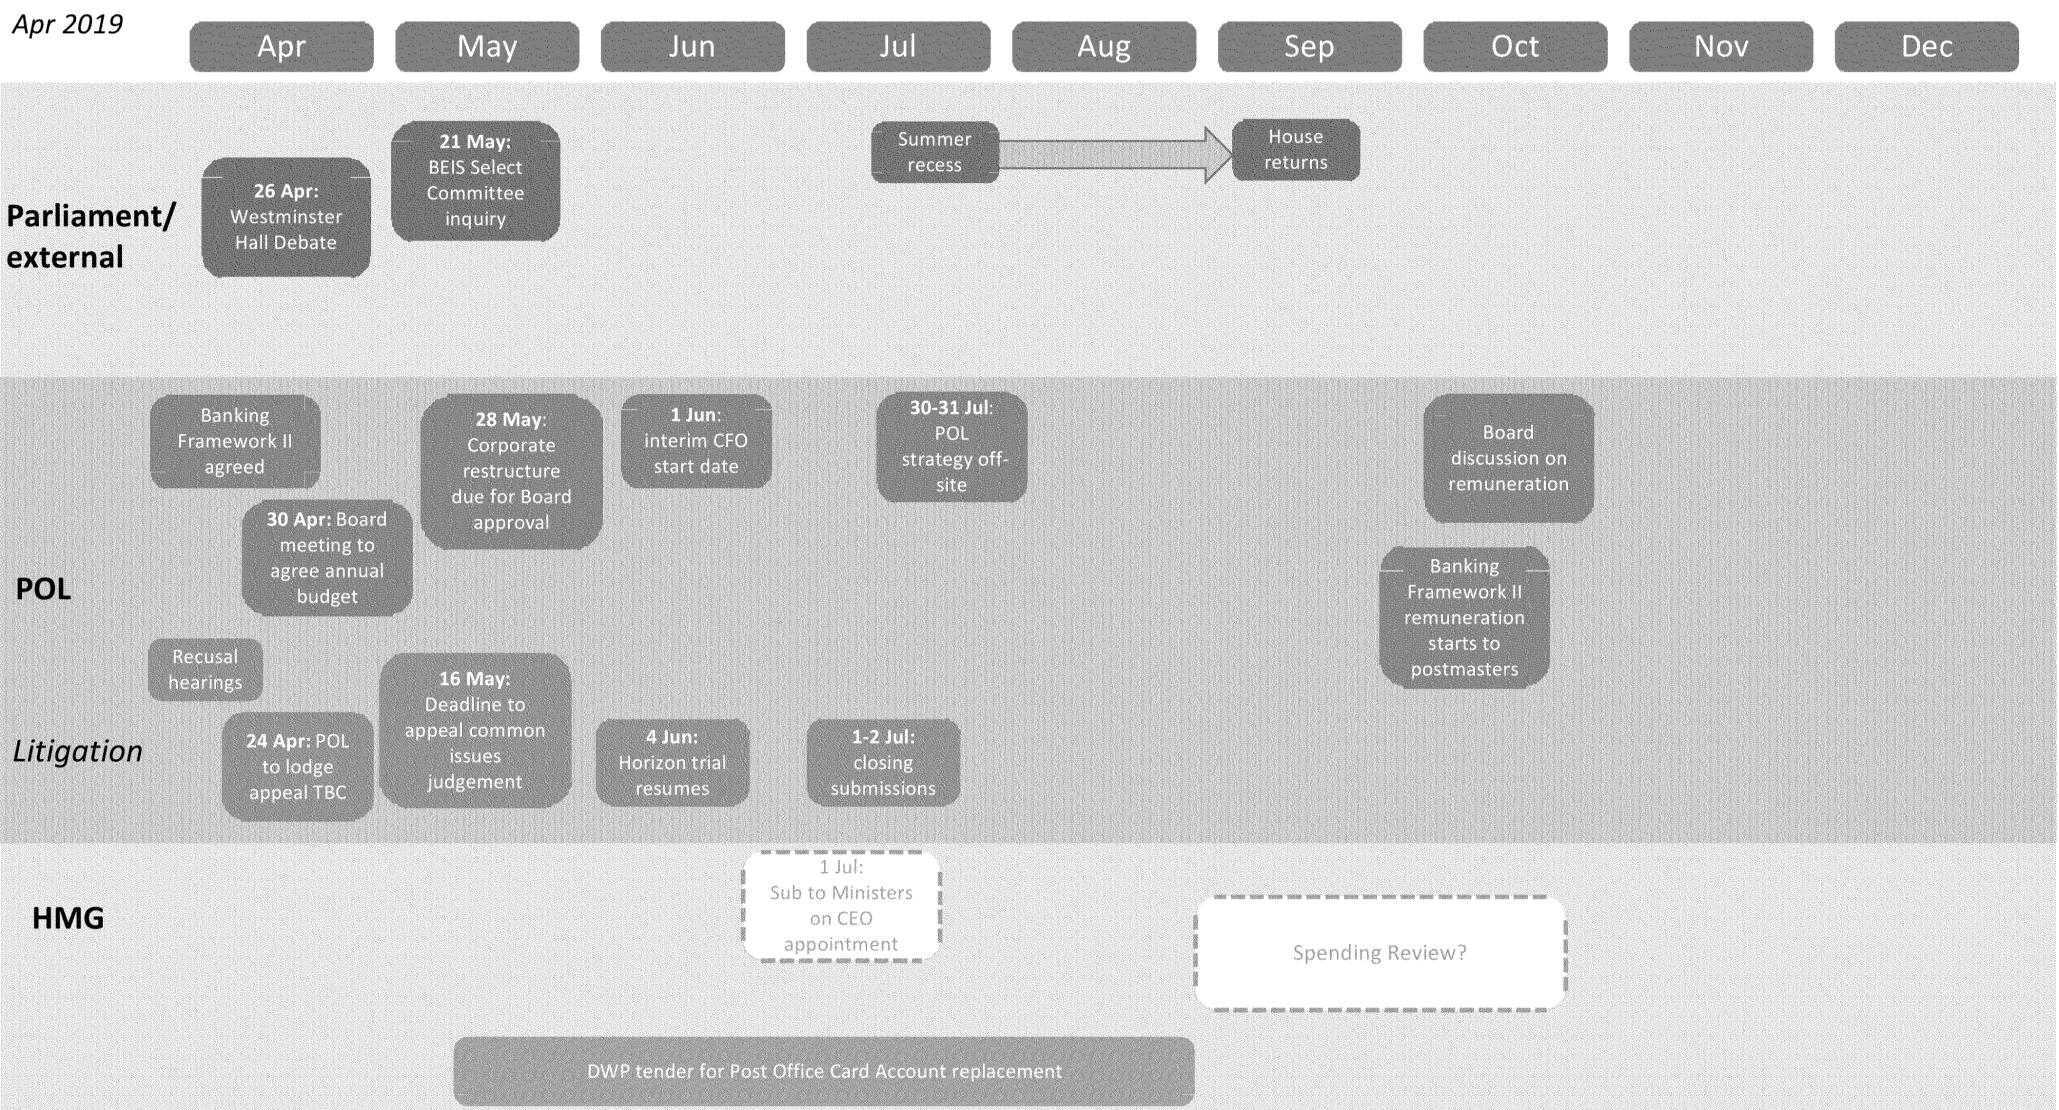 Apr 2019
Apr
May
Jun
Jul
Aug
Sep
Oct
Nov
Dec
Parliament/
external
26 Apr:
Westminster
Hall Debate
21 May:
BEIS Select
Committee
inquiry
Summer
recess
House
returns
POL
Banking
Framework II
agreed
30 Apr: Board
meeting to
agree annual
budget
28 May:
Corporate
restructure
due for Board
approval
1 Jun:
interim CFO
start date
30-31 Jul:
POL
strategy off-
site
Board
discussion on
remuneration
Banking
Framework II
remuneration
starts to
postmasters
Litigation
Recusal
hearings
24 Apr: POL
to lodge
appeal TBC
16 May:
Deadline to
appeal common
issues
judgement
4 Jun:
Horizon trial
resumes
1-2 Jul:
closing
submissions
HMG
1 Jul:
Sub to Ministers
on CEO
appointment
Spending Review?
DWP tender for Post Office Card Account replacement